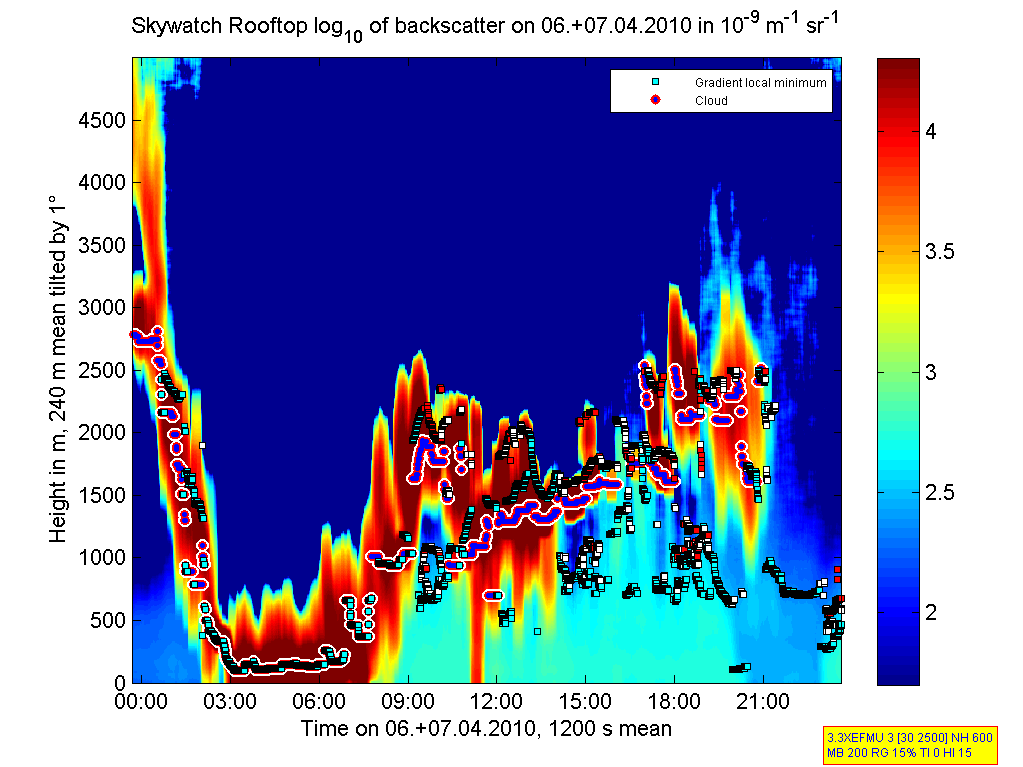 Skywatch Rooftop log10 of backscatter on 06.+07.04.2010 in 10^-9 m^-1 sr^-1
Gradient local minimum
Cloud
4500
4000
3500
3000
2500
2000
1500
1000
500
0
Height in m, 240 m mean tilted by 1°
00:00 03:00 06:00 09:00 12:00 15:00 18:00 21:00
Time on 06.+07.04.2010, 1200 s mean
4
3.5
3
2.5
2
3.3XEFMU 3 [30 2500] NH 600
MB 200 RG 15% TI 0 HI 15